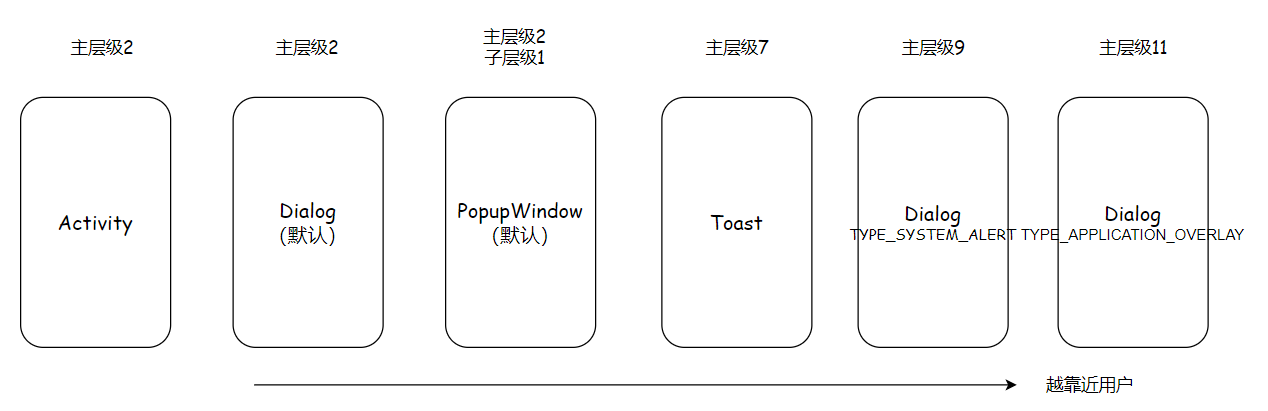 主层级2
主层级2
主层级2
子层级1
主层级7
主层级9
主层级11
Activity
Dialog
(默认)
PopupWindow
(默认)
Toast
Dialog
TYPE_SYSTEM_ALERT
Dialog
TYPE_APPLICATION_OVERLAY
越靠近用户